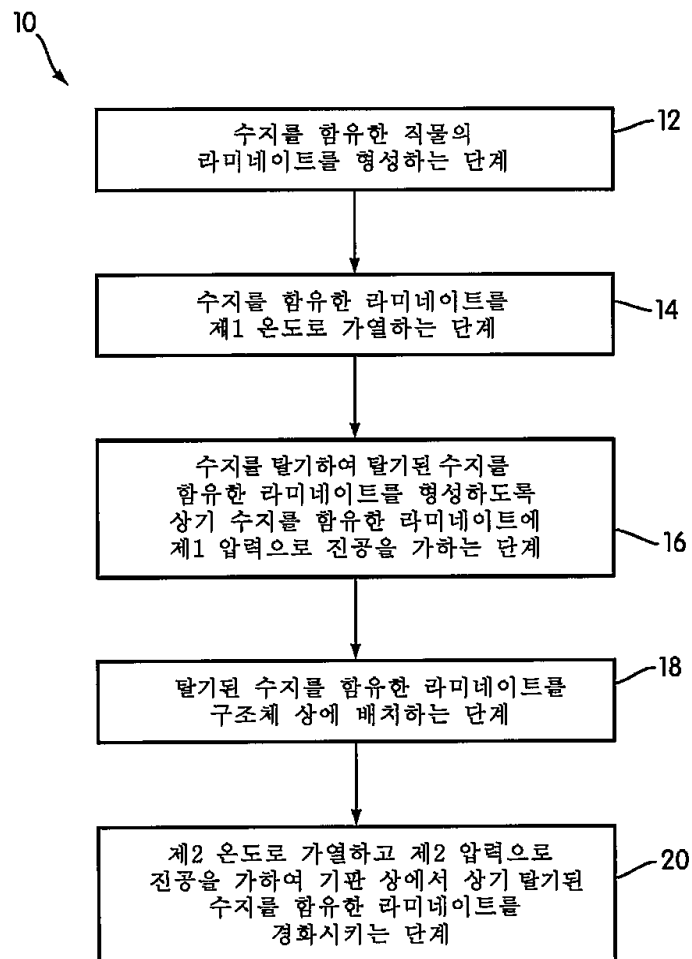 10
수지를 함유한 직물의
라미네이트를 형성하는 단계
12
수지를 함유한 라미네이트를
제1 온도로 가열하는 단계
14
수지를 탈기하여 탈기된 수지를
함유한 라미네이트를 형성하도록
상기 수지를 함유한 라미네이트에
제1 압력으로 진공을 가하는 단계
16
탈기된 수지를 함유한 라미네이트를
구조체 상에 배치하는 단계
18
제2 온도로 가열하고 제2 압력으로
진공을 가하여 기판 상에서 상기 탈기된
수지를 함유한 라미네이트를
경화시키는 단계
20